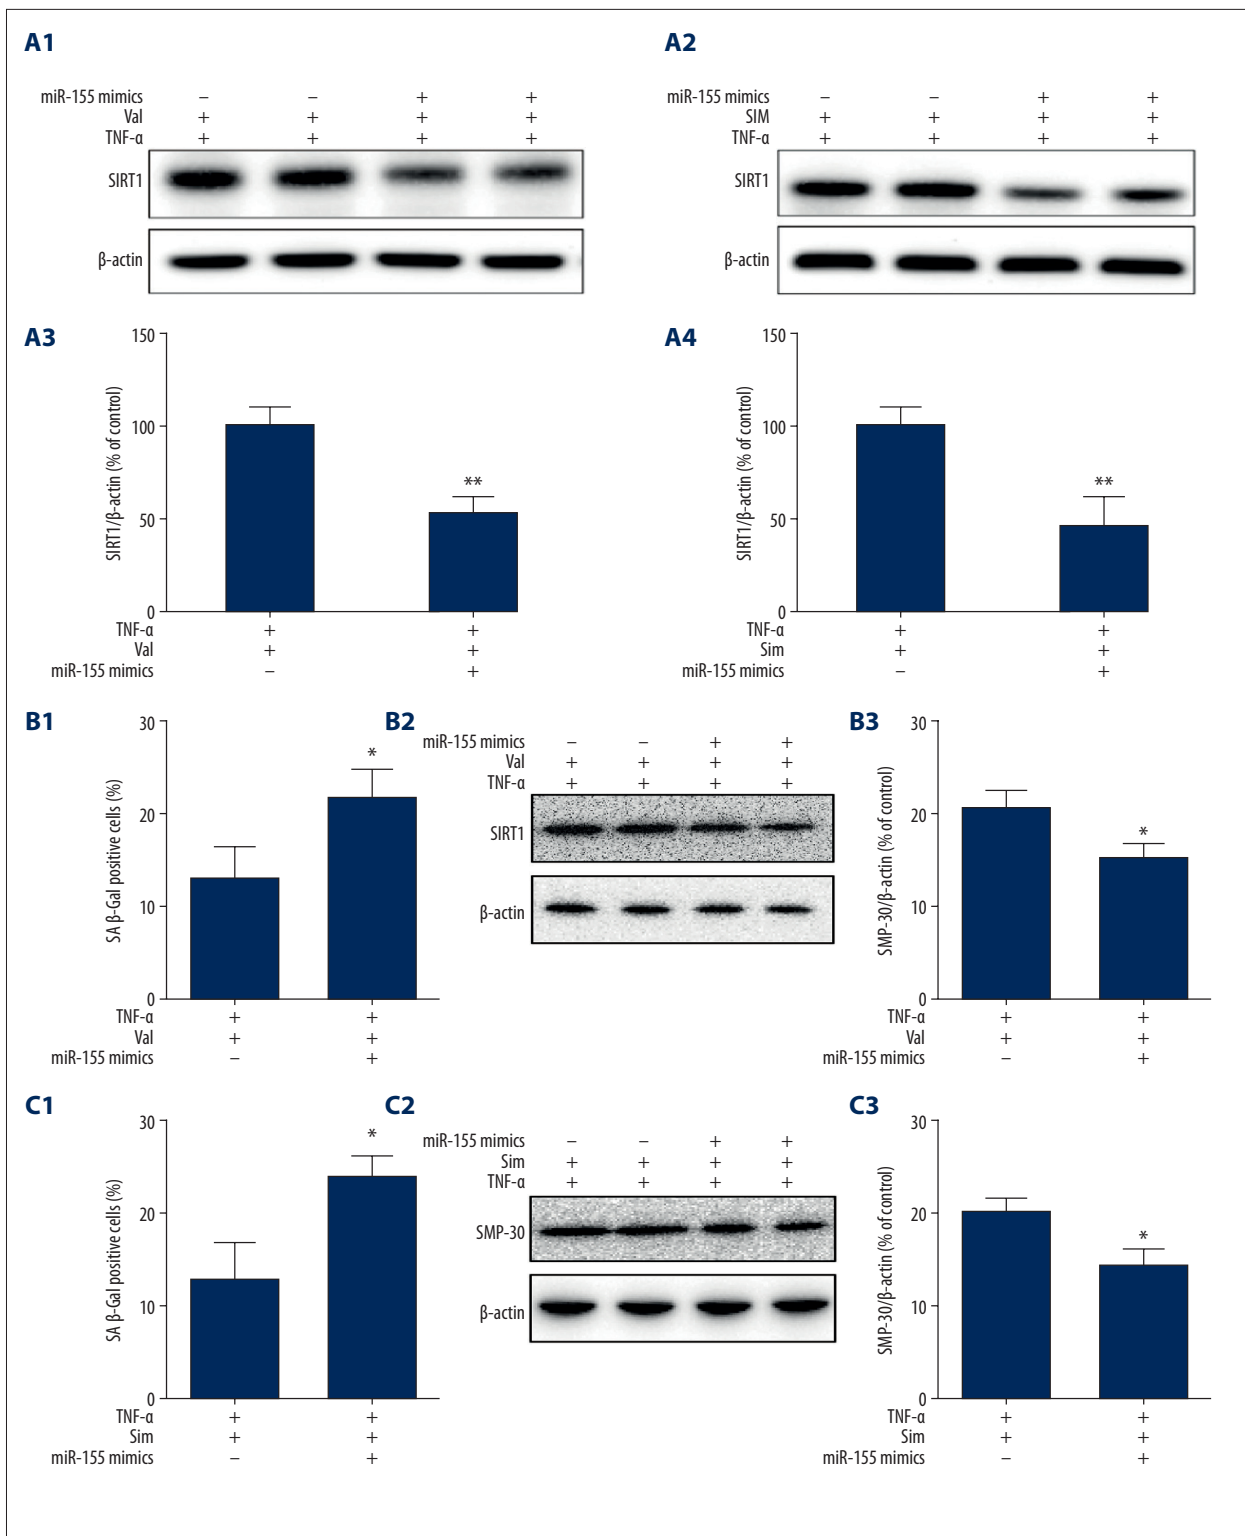 A1
miR-155 mimics – – + +
Val + + + +
TNF-α + + + +
SIRT1
β-actin
A2
miR-155 mimics – – + +
SIM + + + +
TNF-α + + + +
SIRT1
β-actin
A3
SIRT1/β-actin (% of control)
150
100
50
0
**
TNF-α + +
Val + +
miR-155 mimics – +
A4
SIRT1/β-actin (% of control)
150
100
50
0
**
TNF-α + +
Sim + +
miR-155 mimics – +
B1
SA β-Gal positive cells (%)
30
20
10
0
*
TNF-α + +
Val + +
miR-155 mimics – +
B2
miR-155 mimics – – + +
Val + + + +
TNF-α + + + +
SIRT1
β-actin
B3
SMP-30/β-actin (% of control)
30
20
10
0
*
TNF-α + +
Val + +
miR-155 mimics – +
C1
SA β-Gal positive cells (%)
30
20
10
0
*
TNF-α + +
Sim + +
miR-155 mimics – +
C2
miR-155 mimics – – + +
Sim + + + +
TNF-α + + + +
SMP-30
β-actin
C3
SMP-30/β-actin (% of control)
30
20
10
0
*
TNF-α + +
Sim + +
miR-155 mimics – +